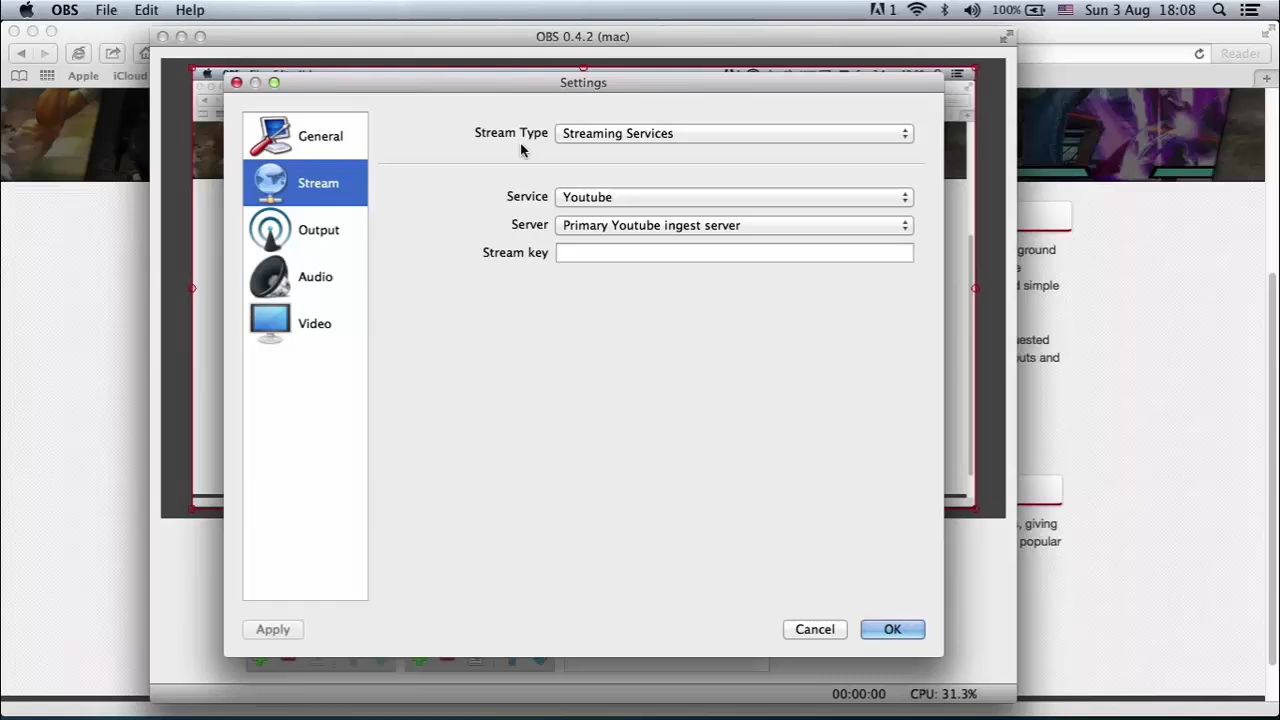 OBS File Edit Help
1 100% Sun 3 Aug 18:08
OBS 0.4.2 (mac)
Reader
Apple iCloud
Settings
General
Stream
Output
Audio
Video
Stream Type Streaming Services
Service Youtube
Server Primary Youtube ingest server
Stream key
Apply Cancel OK
ground
simple
uts and
, giving
popular
00:00:00 CPU: 31.3%